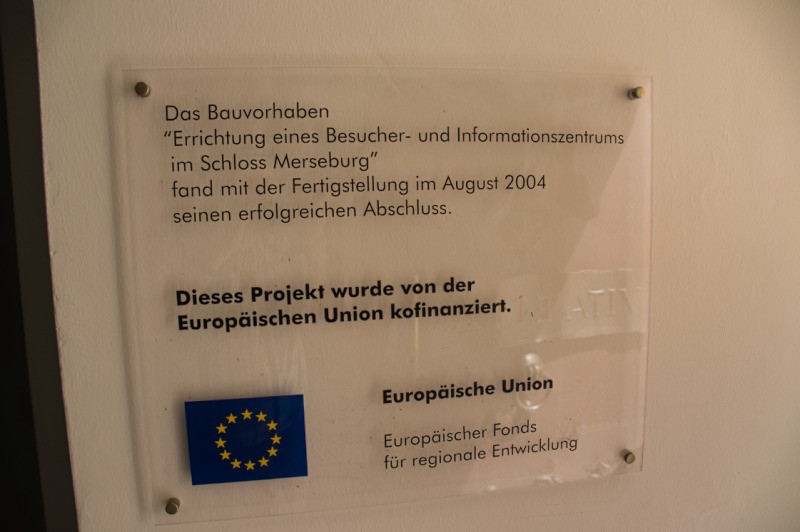 Das Bauvorhaben
“Errichtung eines Besucher- und Informationszentrums
im Schloss Merseburg”
fand mit der Fertigstellung im August 2004
seinen erfolgreichen Abschluss.
Dieses Projekt wurde von der
Europäischen Union kofinanziert.
Europäische Union
Europäischer Fonds
für regionale Entwicklung